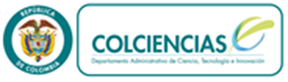 REPÚBLICA
DE COLOMBIA
COLCIENCIAS
Departamento Administrativo de Ciencia, Tecnología e Innovación